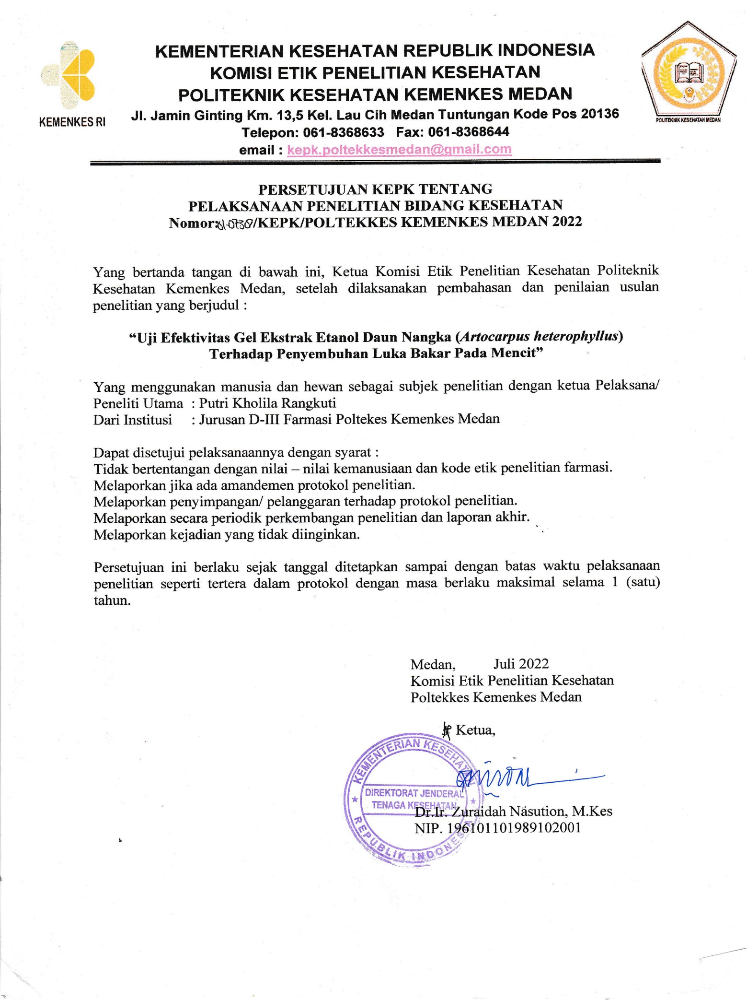 KEMENTERIAN KESEHATAN REPUBLIK INDONESIA
KOMISI ETIK PENELITIAN KESEHATAN
POLITEKNIK KESEHATAN KEMENKES MEDAN
KEMENKES RI
Jl. Jamin Ginting Km. 13,5 Kel. Lau Cih Medan Tuntungan Kode Pos 20136
POLITEKNIK KESEHATAN MEDAN
Telepon: 061-8368633 Fax: 061-8368644
email : kepk.poltekkesmedan@gmail.com
PERSETUJUAN KEPK TENTANG
PELAKSANAAN PENELITIAN BIDANG KESEHATAN
Nomor: /KEPK/POLTEKKES KEMENKES MEDAN 2022
Yang bertanda tangan di bawah ini, Ketua Komisi Etik Penelitian Kesehatan Politeknik
Kesehatan Kemenkes Medan, setelah dilaksanakan pembahasan dan penilaian usulan
penelitian yang berjudul :
“Uji Efektivitas Gel Ekstrak Etanol Daun Nangka (Artocarpus heterophyllus)
Terhadap Penyembuhan Luka Bakar Pada Mencit”
Yang menggunakan manusia dan hewan sebagai subjek penelitian dengan ketua Pelaksana/
Peneliti Utama : Putri Kholila Rangkuti
Dari Institusi : Jurusan D-III Farmasi Poltekes Kemenkes Medan
Dapat disetujui pelaksanaannya dengan syarat :
Tidak bertentangan dengan nilai – nilai kemanusiaan dan kode etik penelitian farmasi.
Melaporkan jika ada amandemen protokol penelitian.
Melaporkan penyimpangan/ pelanggaran terhadap protokol penelitian.
Melaporkan secara periodik perkembangan penelitian dan laporan akhir.
Melaporkan kejadian yang tidak diinginkan.
Persetujuan ini berlaku sejak tanggal ditetapkan sampai dengan batas waktu pelaksanaan
penelitian seperti tertera dalam protokol dengan masa berlaku maksimal selama 1 (satu)
tahun.
Medan, Juli 2022
Komisi Etik Penelitian Kesehatan
Poltekkes Kemenkes Medan
Ketua,
KEMENTERIAN KESEHATAN
DIREKTORAT JENDERAL
TENAGA KESEHATAN
REPUBLIK INDONESIA
Dr.Ir. Zuraidah Nasution, M.Kes
NIP. 196101101989102001